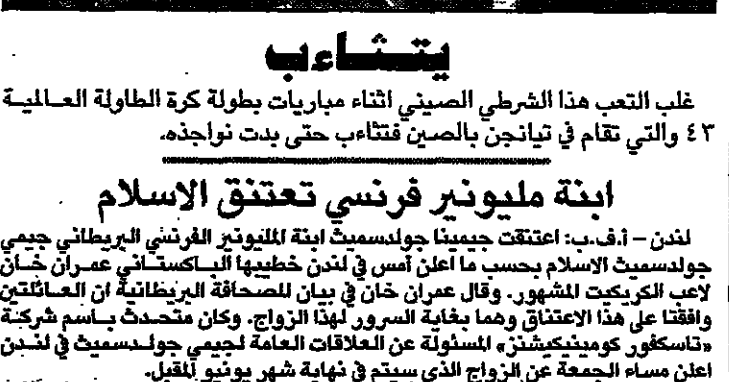 يتثاءب
غلب التعب هذا الشرطي الصيني اثناء مباريات بطولة كرة الطاولة العالمية
٤٣ والتي تقام في تيانجن بالصين فتثاءب حتى بدت نواجذه.
ابنة مليونير فرنسي تعتنق الاسلام
لندن - أ.ف.ب: اعتنقت جيمينا جولدسميث ابنة المليونير الفرنسي البريطاني جيمي
جولدسميث الاسلام بحسب ما اعلن أمس في لندن خطيبها الباكستاني عمران خان
لاعب الكريكيت المشهور. وقال عمران خان في بيان للصحافة البريطانية ان العائلتين
وافقتا على هذا الاعتناق وهما بغاية السرور لهذا الزواج. وكان متحدث باسم شركة
«تاسكفور كومينيكيشنز» المسئولة عن العلاقات العامة لجيمي جولدسميث في لندن
اعلن مساء الجمعة عن الزواج الذي سيتم في نهاية شهر يونيو المقبل.